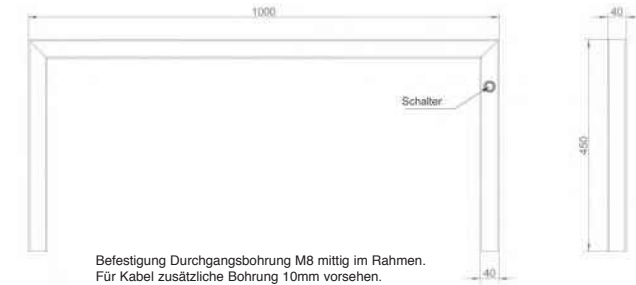 1000
40
Schalter
450
Befestigung Durchgangsbohrung M8 mittig im Rahmen.
Für Kabel zusätzliche Bohrung 10mm vorsehen.
40